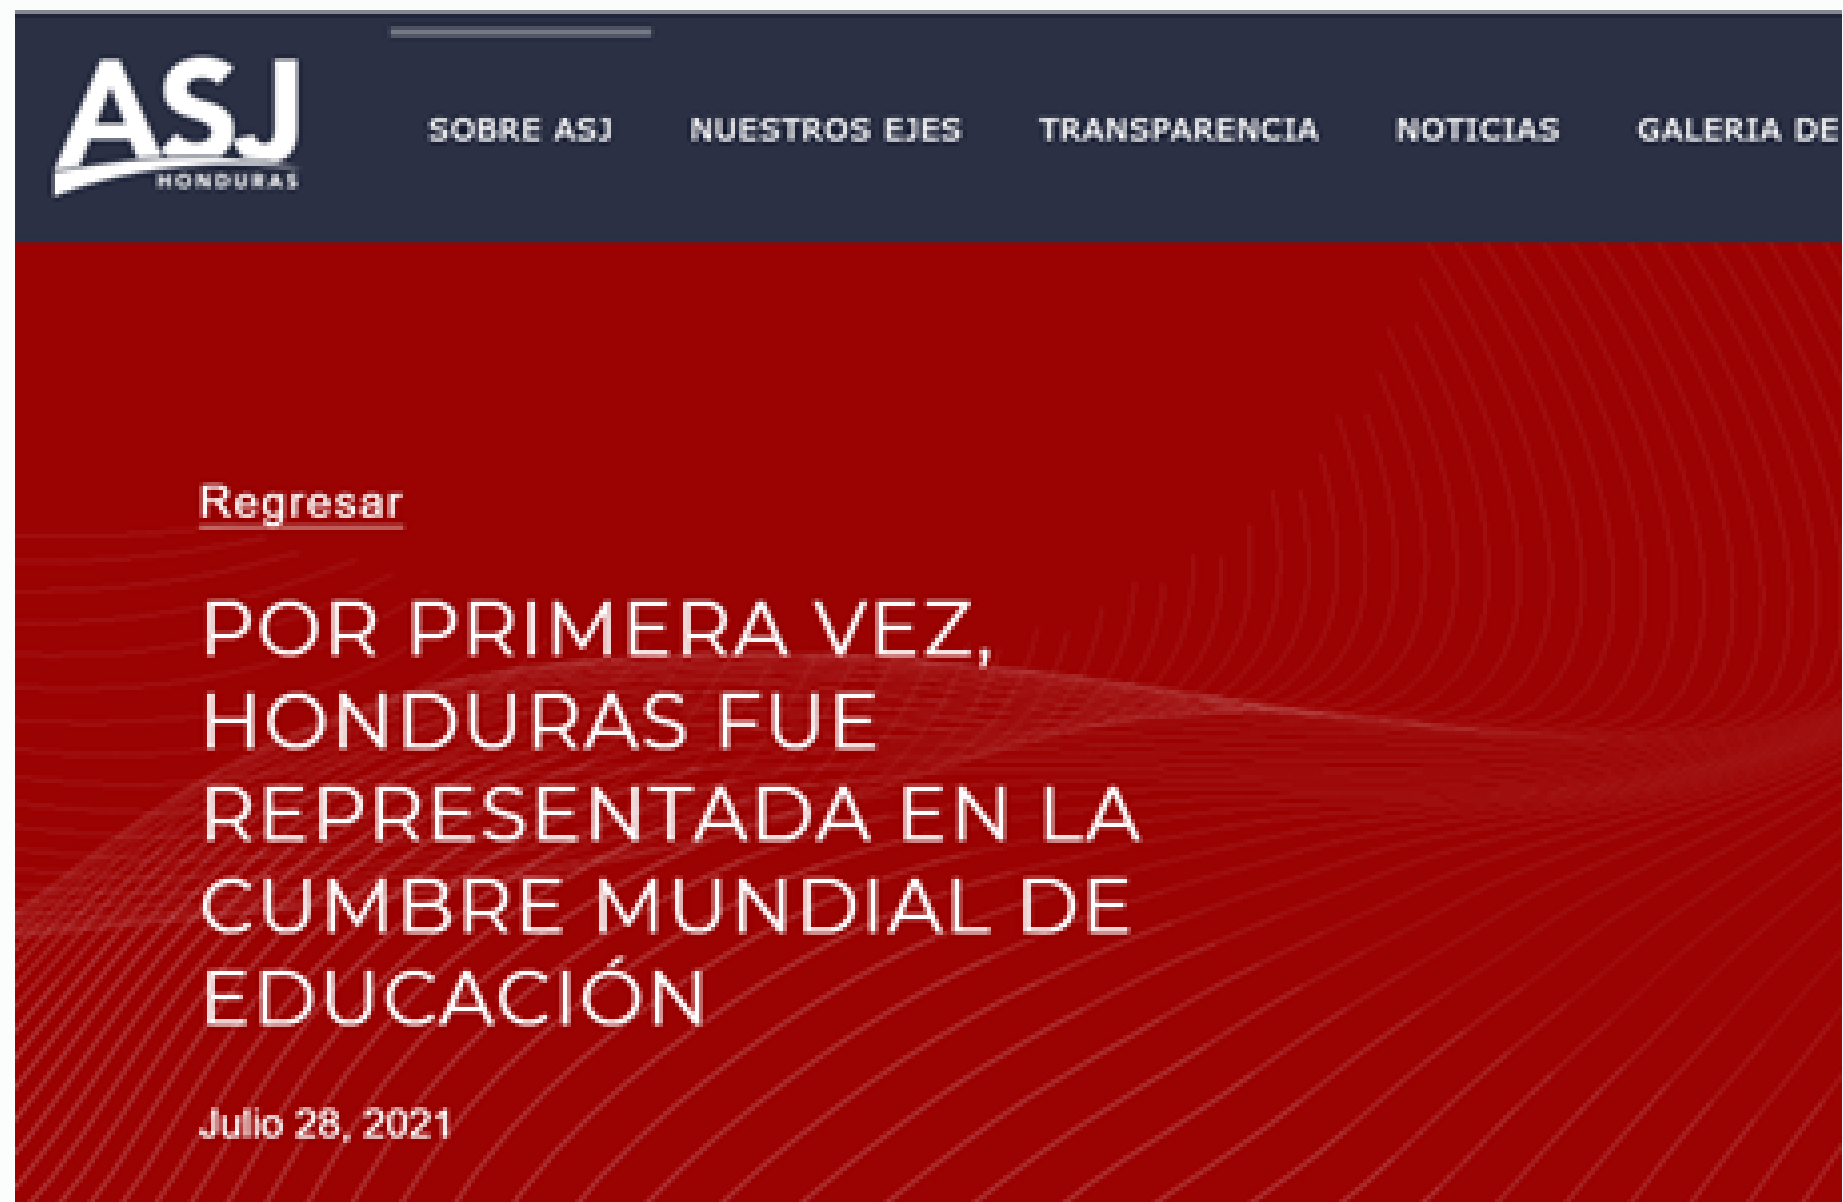 ASJ
HONDURAS
SOBRE ASJ NUESTROS EJES TRANSPARENCIA NOTICIAS GALERIA DE
Regresar
POR PRIMERA VEZ,
HONDURAS FUE
REPRESENTADA EN LA
CUMBRE MUNDIAL DE
EDUCACIÓN
Julio 28, 2021